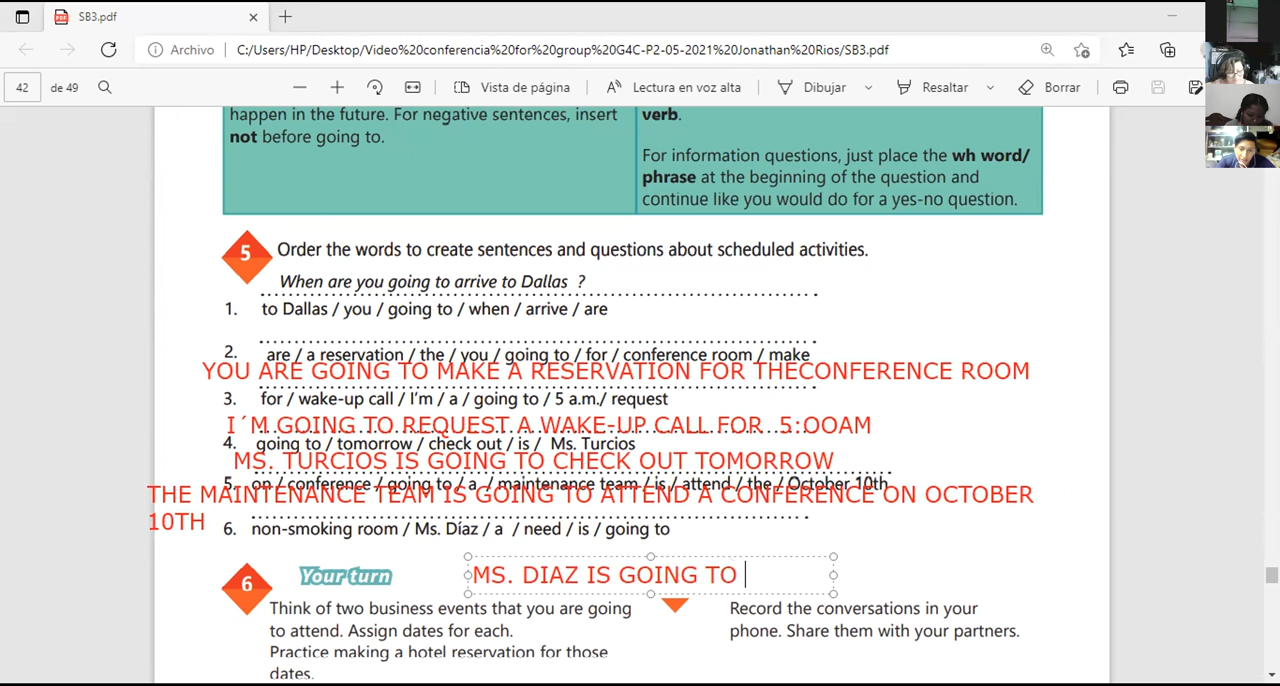 SB3.pdf
Archivo
C:/Users/HP/Desktop/Video%20conferencia%20for%20group%20G4C-P2-05-2021%20Jonathan%20Rios/SB3.pdf
42 de 49
Vista de página
Lectura en voz alta
Dibujar
Resaltar
Borrar
happen in the future. For negative sentences, insert
not before going to.
verb.
For information questions, just place the wh word/
phrase at the beginning of the question and
continue like you would do for a yes-no question.
5 Order the words to create sentences and questions about scheduled activities.
When are you going to arrive to Dallas ?
1. to Dallas / you / going to / when / arrive / are
2. are / a reservation / the / you / going to / for / conference room / make
YOU ARE GOING TO MAKE A RESERVATION FOR THECONFERENCE ROOM
3. for / wake-up call / I'm / a / going to / 5 a.m./ request
I´M GOING TO REQUEST A WAKE-UP CALL FOR 5:OOAM
4. going to / tomorrow / check out / is / Ms. Turcios
MS. TURCIOS IS GOING TO CHECK OUT TOMORROW
5. on / conference / going to / a / maintenance team / is / attend / the / October 10th
THE MAINTENANCE TEAM IS GOING TO ATTEND A CONFERENCE ON OCTOBER
10TH
6. non-smoking room / Ms. Díaz / a / need / is / going to
MS. DIAZ IS GOING TO
6 Your turn
Think of two business events that you are going
to attend. Assign dates for each.
Practice making a hotel reservation for those
dates.
Record the conversations in your
phone. Share them with your partners.